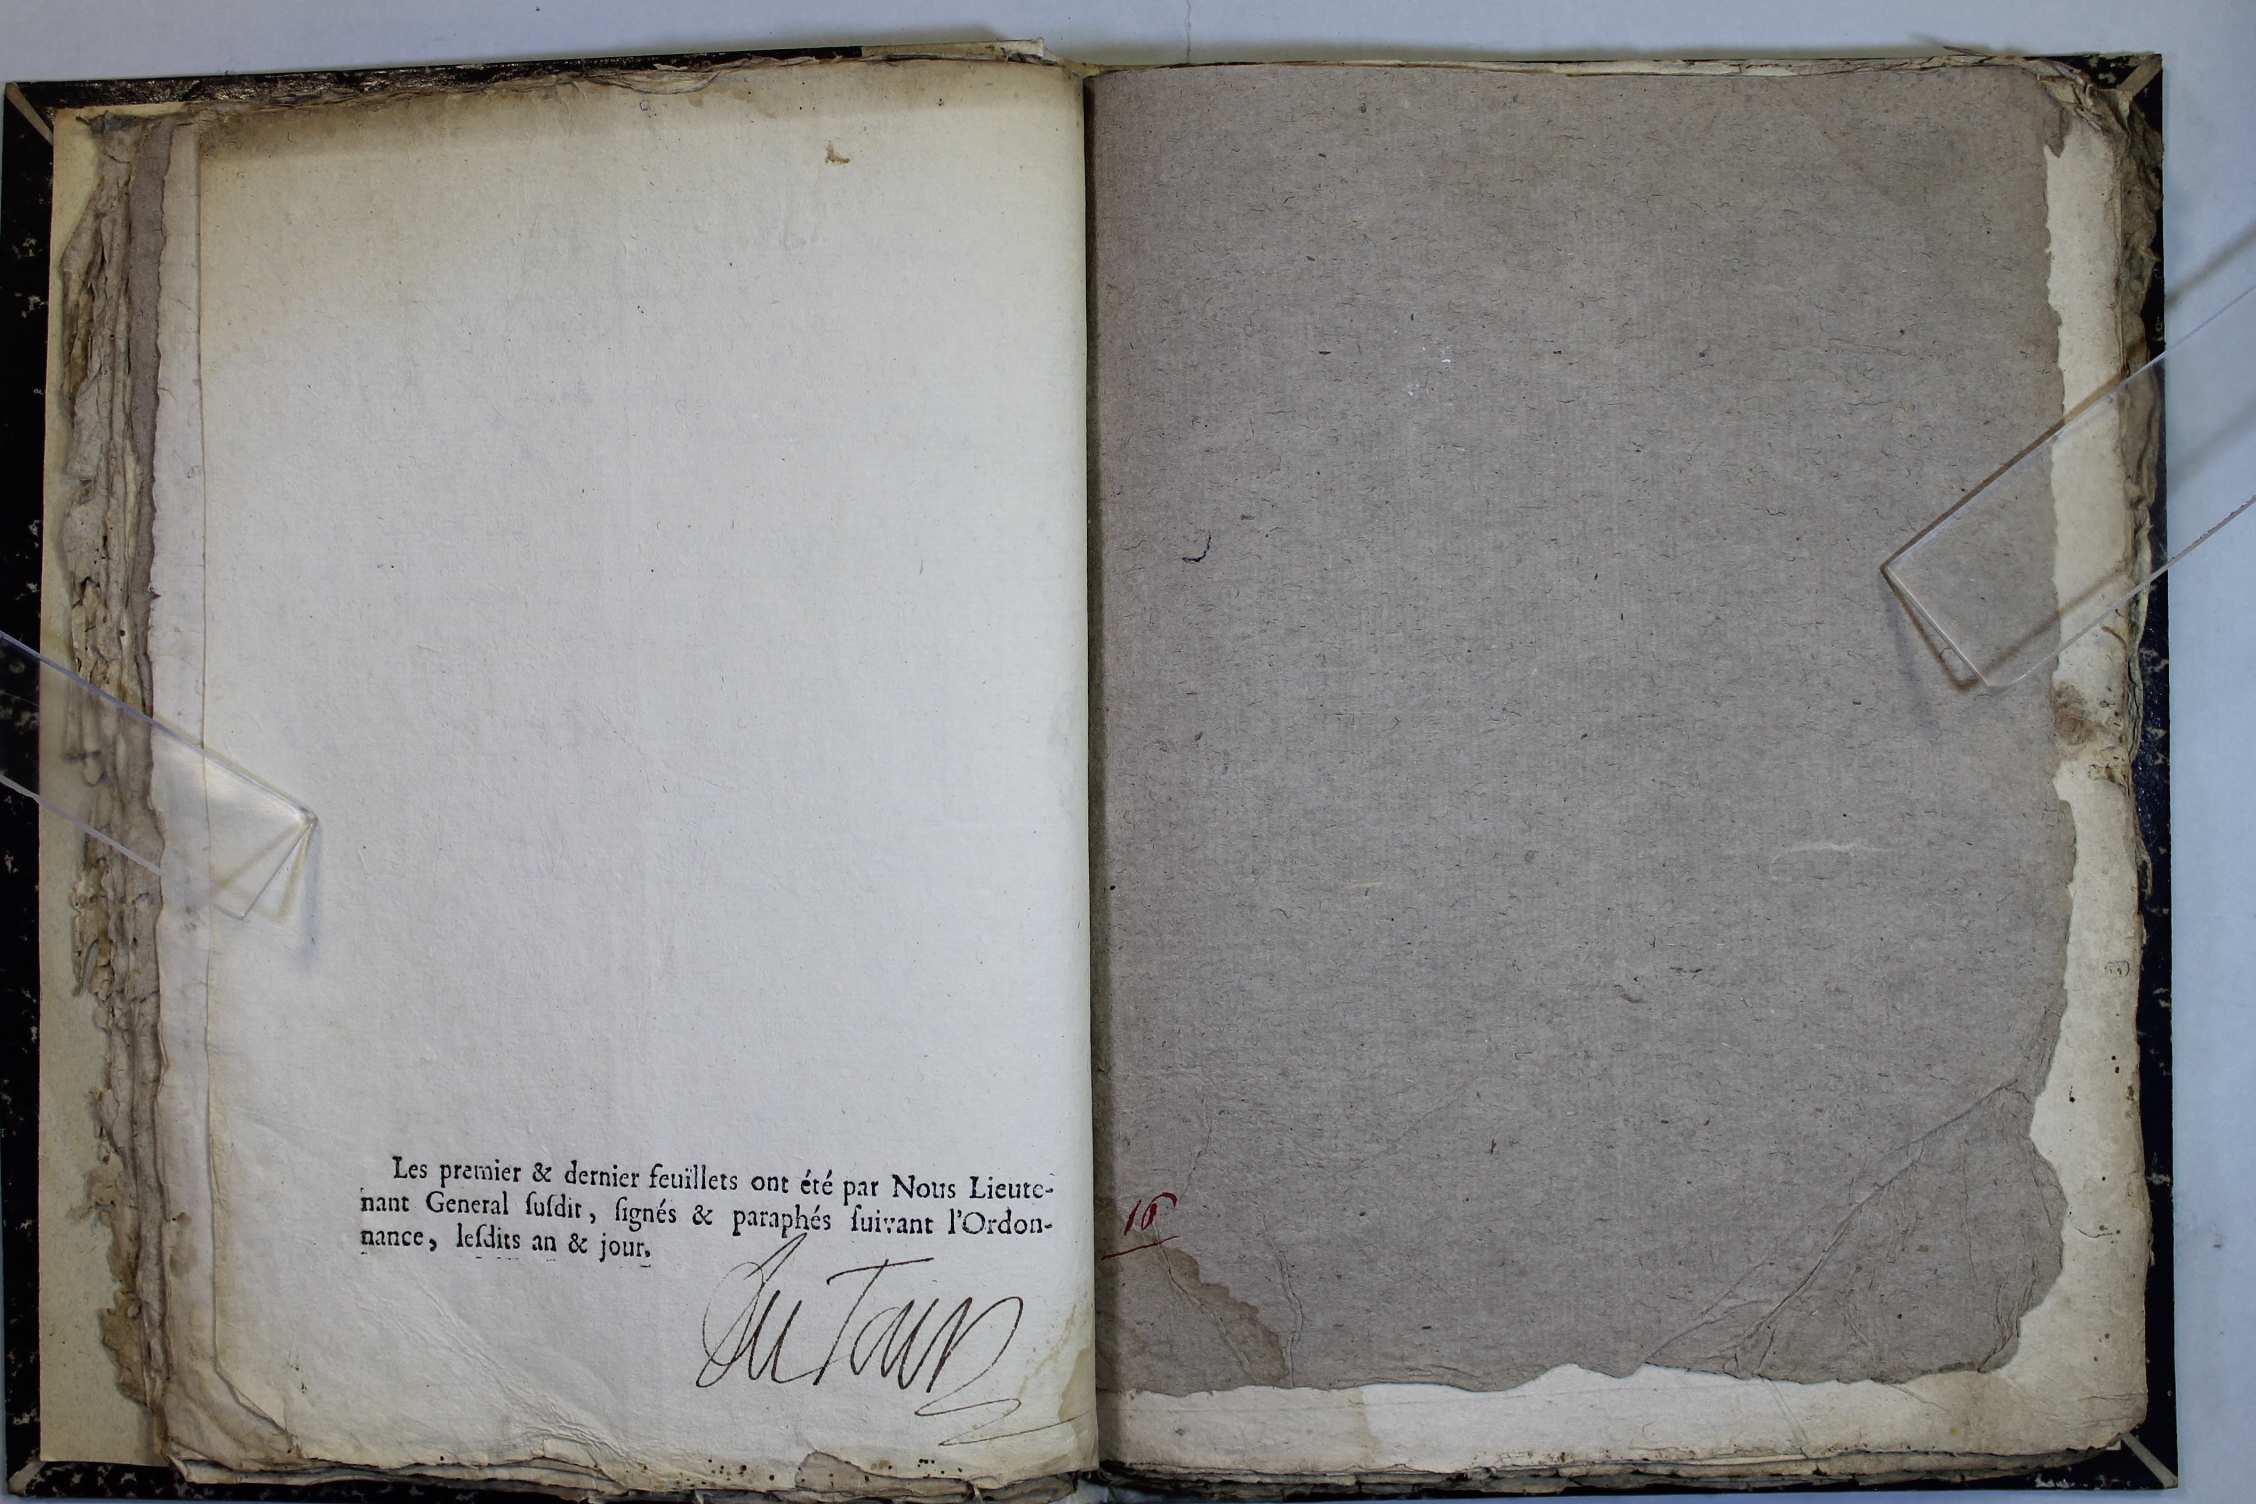 Les premier & dernier feuïllets ont été par Nous Lieute-
nant General ſuſdit, ſignés & paraphés ſuivant l'Ordon-
nance, leſdits an & jour.
Du Tour
16